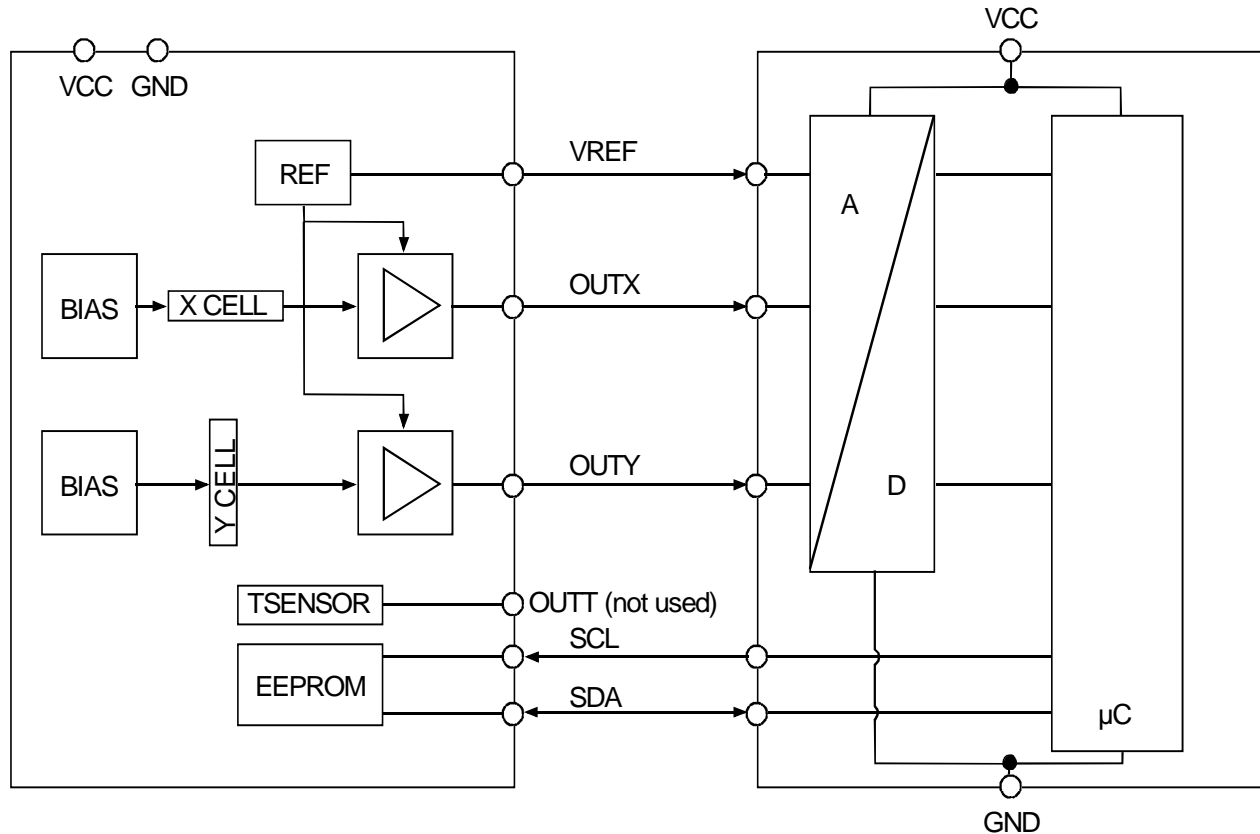 VCC
VCC GND
REF
VREF
A
BIAS
X CELL
OUTX
BIAS
Y CELL
OUTY
D
TSENSOR
OUTT (not used)
SCL
EEPROM
SDA
µC
GND